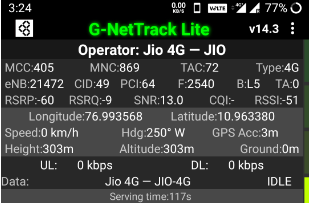 3:24 0.00 KB/S VoLTE 4G 77%
G-NetTrack Lite v14.3
Operator: Jio 4G — JIO
MCC:405 MNC:869 TAC:72 Type:4G
eNB:21472 CID:49 PCI:64 F:2540 B:L5 TA:0
RSRP:-60 RSRQ:-9 SNR:13.0 CQI:- RSSI:-51
Longitude:76.993568 Latitude:10.963380
Speed:0 km/h Hdg:250° W GPS Acc:3m
Height:303m Altitude:303m Ground:0m
UL: 0 kbps DL: 0 kbps
Data: Jio 4G — JIO-4G IDLE
Serving time:117s